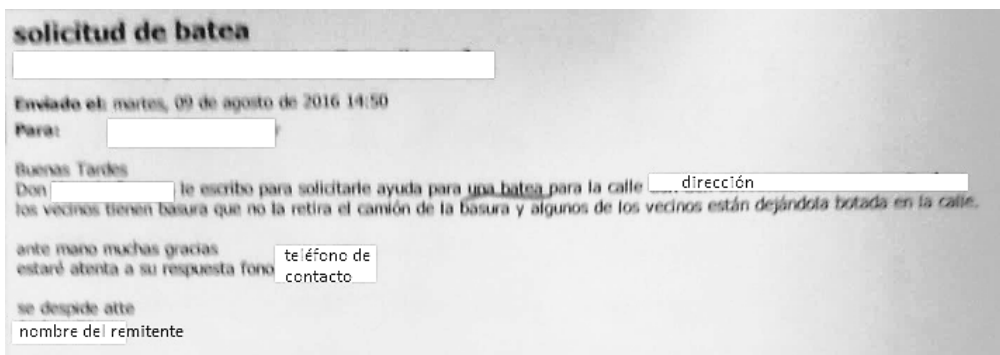 solicitud de batea
Enviado el: martes, 09 de agosto de 2016 14:50
Para:
Buenas Tardes
Don le escribo para solicitarle ayuda para una batea para la calle dirección
los vecinos tienen basura que no la retira el camión de la basura y algunos de los vecinos están dejándola botada en la calle.
ante mano muchas gracias
estaré atenta a su respuesta fono teléfono de
contacto
se despide atte
nombre del remitente